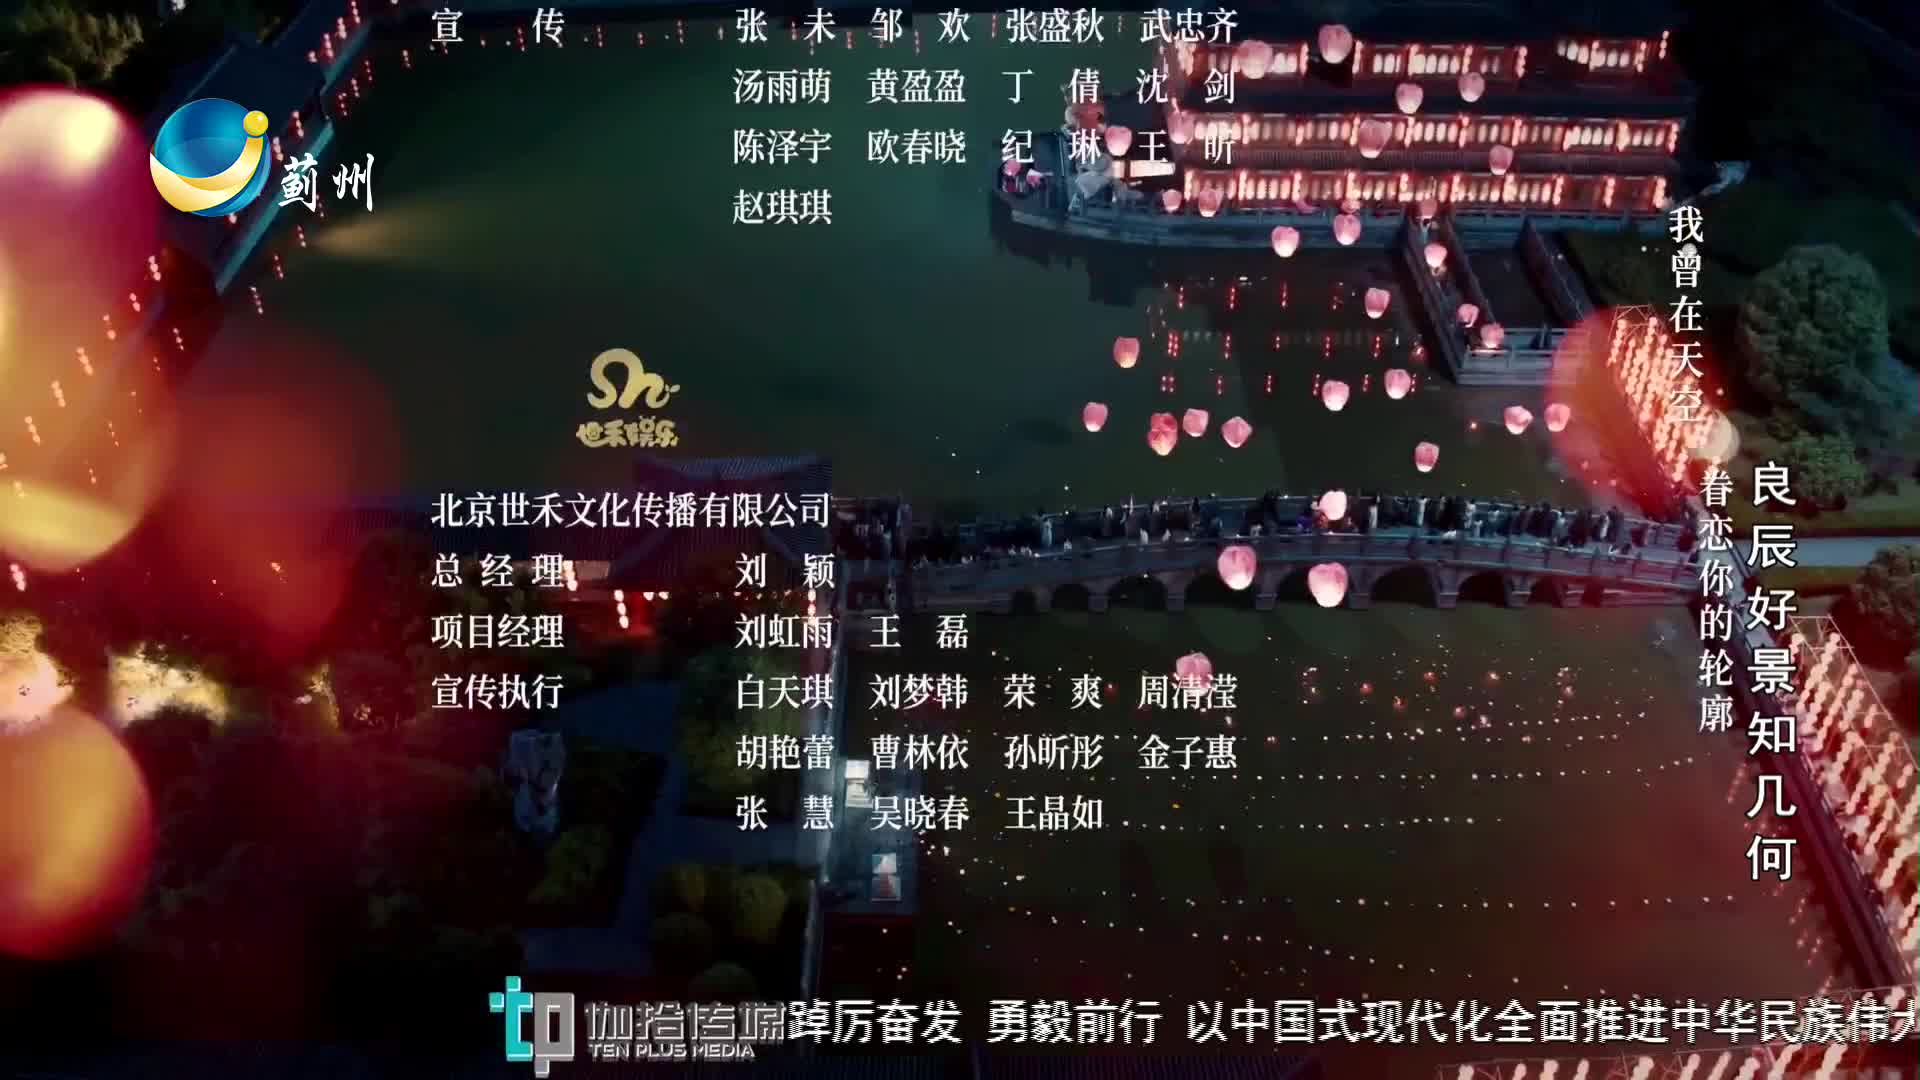 宣 传 张 未 邹 欢 张盛秋 武忠齐
汤雨萌 黄盈盈 丁 倩 沈 剑
陈泽宇 欧春晓 纪 琳 王 昕
赵琪琪
蓟州
世禾娱乐
北京世禾文化传播有限公司
总经理 刘 颖
项目经理 刘虹雨 王 磊
宣传执行 白天琪 刘梦韩 荣 爽 周清滢
胡艳蕾 曹林依 孙昕彤 金子惠
张 慧 吴晓春 王晶如
我曾在天空
眷恋你的轮廓
良辰好景知几何
tp 伽拾传媒
TEN PLUS MEDIA
踔厉奋发 勇毅前行 以中国式现代化全面推进中华民族伟大